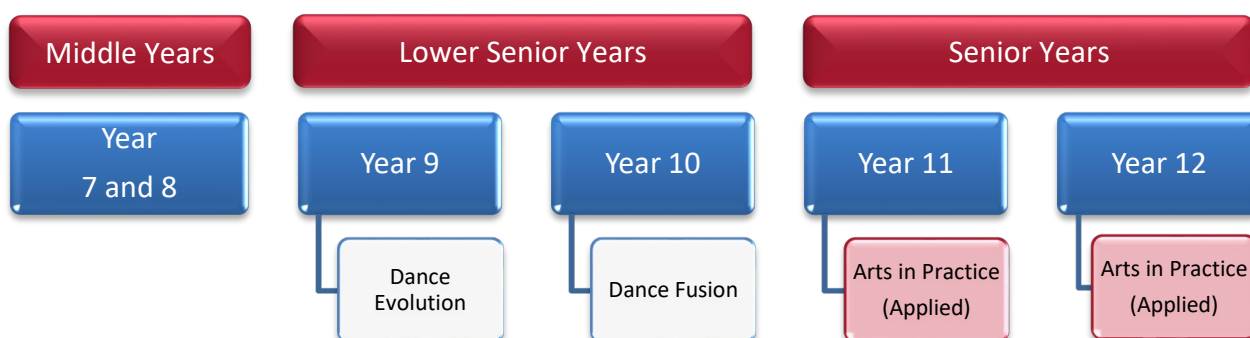 Middle Years
Lower Senior Years
Senior Years
Year
7 and 8
Year 9
Year 10
Year 11
Year 12
Dance
Evolution
Dance Fusion
Arts in Practice
(Applied)
Arts in Practice
(Applied)